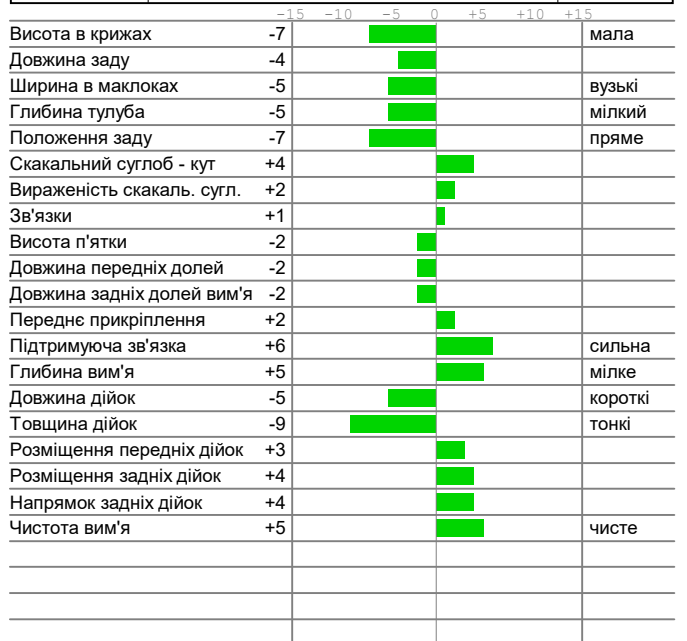 -15 -10 -5 0 +5 +10 +15
Висота в крижах -7 мала
Довжина заду -4
Ширина в маклоках -5 вузькі
Глибина тулуба -5 мілкий
Положення заду -7 пряме
Скакальний суглоб - кут +4
Вираженість скакаль. сугл. +2
Зв'язки +1
Висота п'ятки -2
Довжина передніх долей -2
Довжина задніх долей вим'я -2
Переднє прикріплення +2
Підтримуюча зв'язка +6 сильна
Глибина вим'я +5 мілке
Довжина дійок -5 короткі
Товщина дійок -9 тонкі
Розміщення передніх дійок +3
Розміщення задніх дійок +4
Напрямок задніх дійок +4
Чистота вим'я +5 чисте